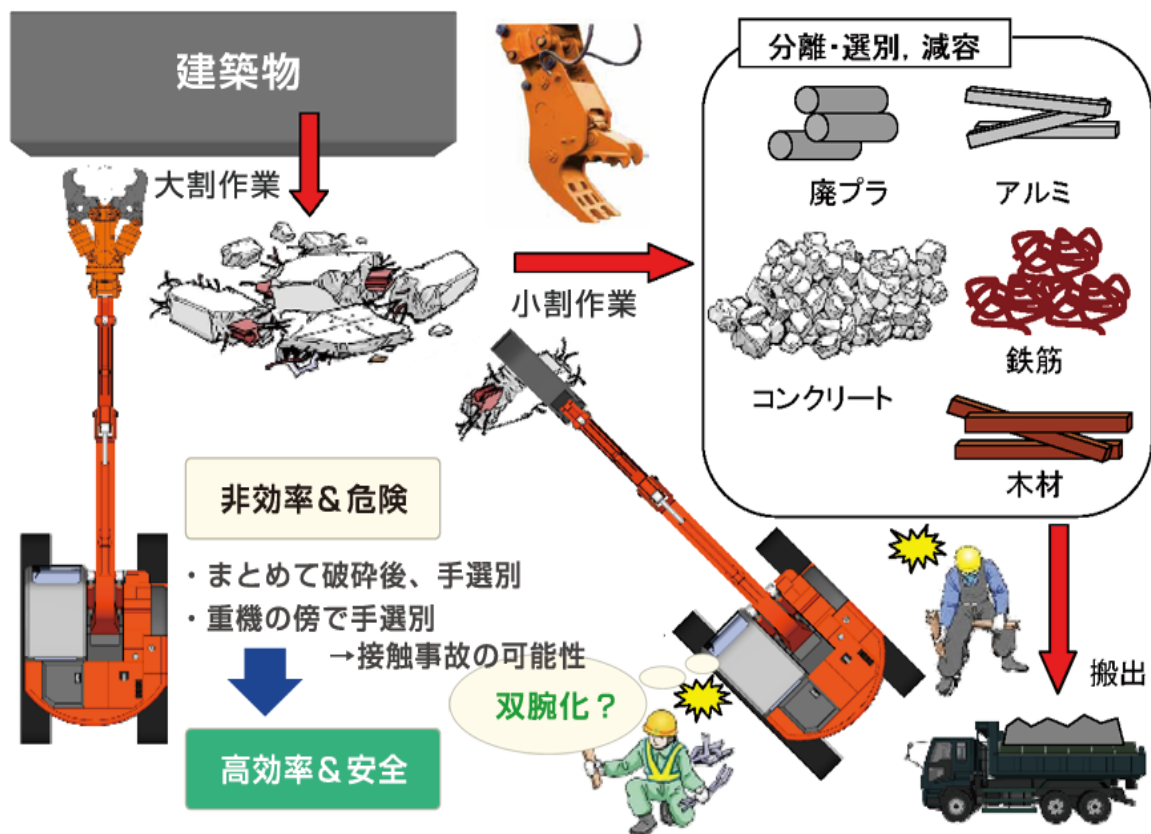 建築物
大割作業
小割作業
分離・選別，減容
廃プラ
アルミ
コンクリート
鉄筋
木材
非効率＆危険
・まとめて破砕後、手選別
・重機の傍で手選別
→接触事故の可能性
双腕化？
高効率＆安全
搬出